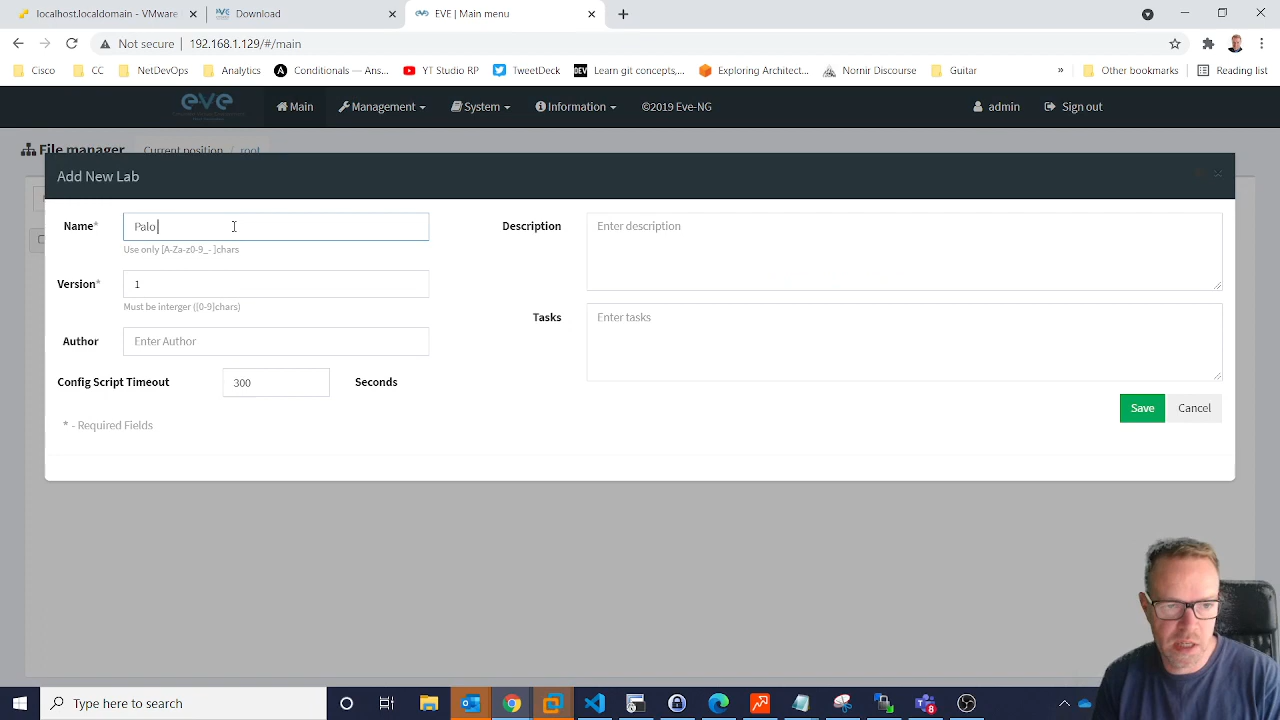 localhost.localdomain - VMware
Download
EVE | Main menu
Not secure | 192.168.1.129/#/main
Cisco
CC
NetDevOps
Analytics
Conditionals — Ans...
YT Studio RP
TweetDeck
Learn git concepts,...
Exploring Architect...
Nornir Discourse
Guitar
»
Other bookmarks
Reading list
eve
Main
Management
System
Information
©2019 Eve-NG
admin
Sign out
File manager
Current position / root
Add New Lab
Name*
Palo
Use only [A-Za-z0-9_- ]chars
Version*
1
Must be interger ([0-9]chars)
Author
Enter Author
Config Script Timeout
300
Seconds
* - Required Fields
Description
Enter description
Tasks
Enter tasks
Save
Cancel
Type here to search
8